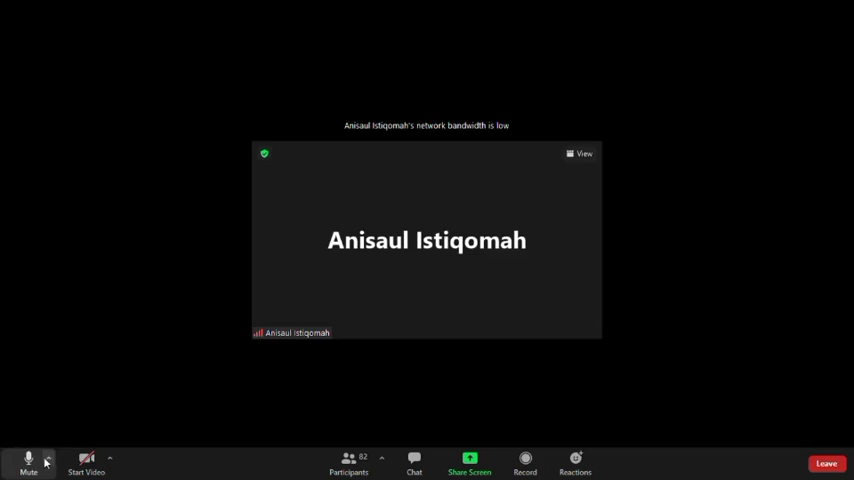 Anisaul Istiqomah's network bandwidth is low
View
Anisaul Istiqomah
Anisaul Istiqomah
Mute
Start Video
82
Participants
Chat
Share Screen
Record
Reactions
Leave